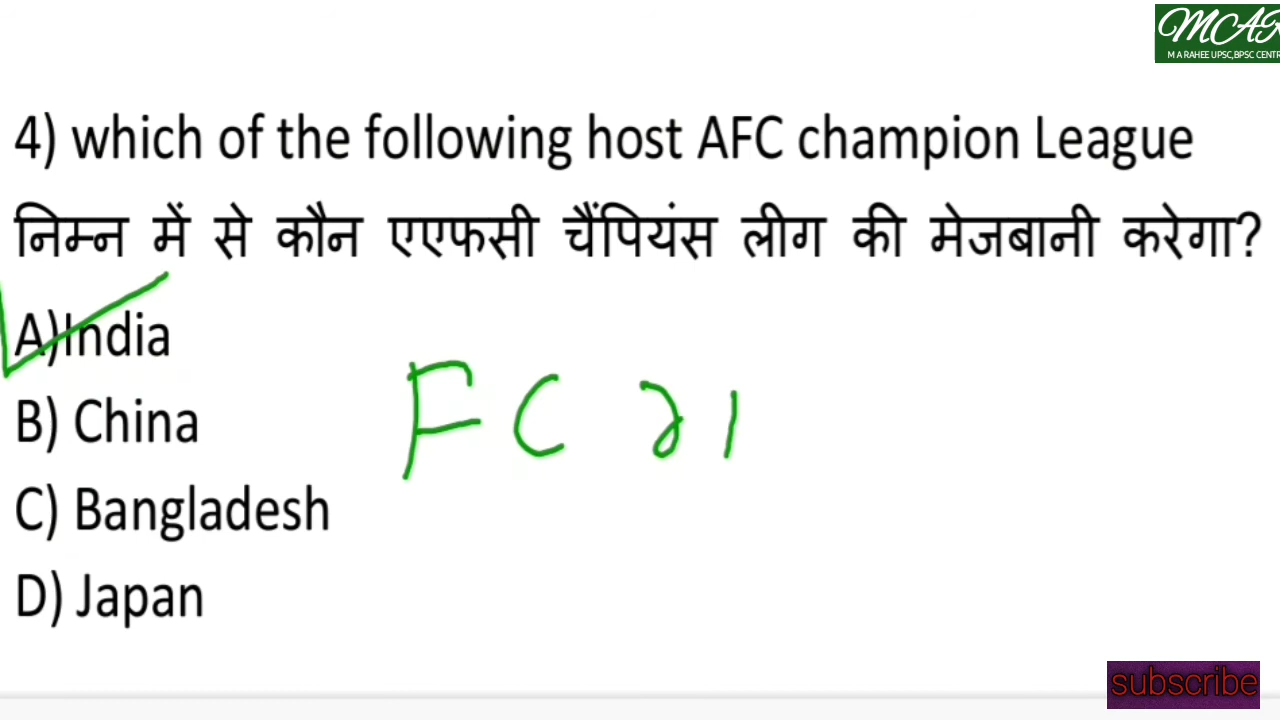 MCAR
M A RAHEE UPSC,BPSC CENTR
4) which of the following host AFC champion League
निम्न में से कौन एएफसी चैंपियंस लीग की मेजबानी करेगा?
A)India
B) China
FC
C) Bangladesh
D) Japan
subscribe